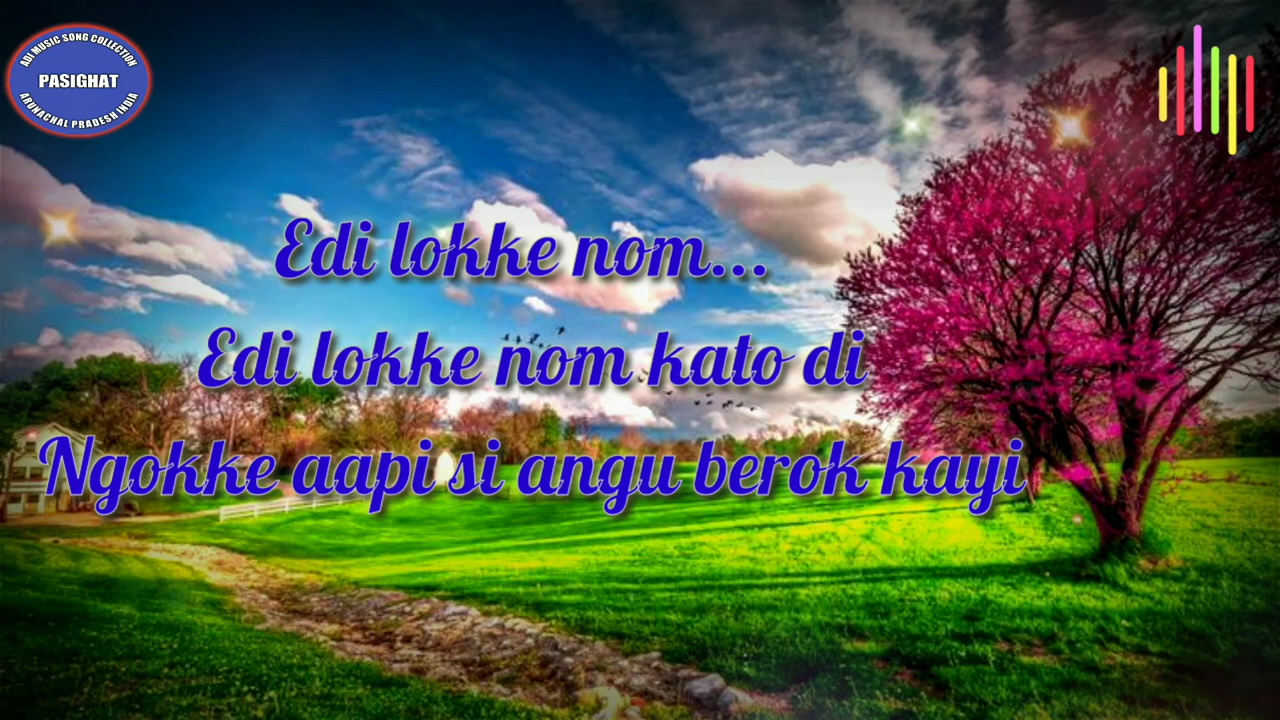 ADI MUSIC SONG COLLECTION
PASIGHAT
ARUNACHAL PRADESH INDIA
Edi lokke nom...
Edi lokke nom kato di
Ngokke aapi si angu berok kayi